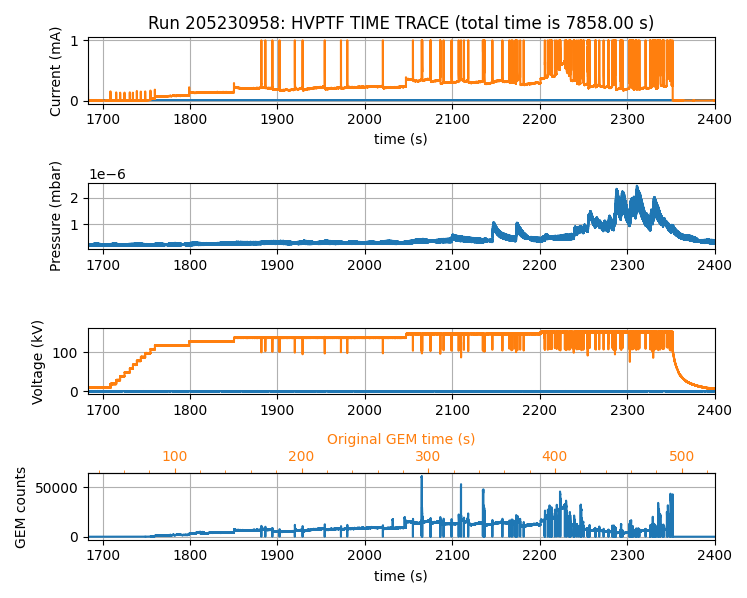 Run 205230958: HVPTF TIME TRACE (total time is 7858.00 s)
Current (mA)
1
0
1700 1800 1900 2000 2100 2200 2300 2400
time (s)
1e−6
Pressure (mbar)
2
1
1700 1800 1900 2000 2100 2200 2300 2400
Voltage (kV)
100
0
1700 1800 1900 2000 2100 2200 2300 2400
Original GEM time (s)
100 200 300 400 500
GEM counts
50000
0
1700 1800 1900 2000 2100 2200 2300 2400
time (s)